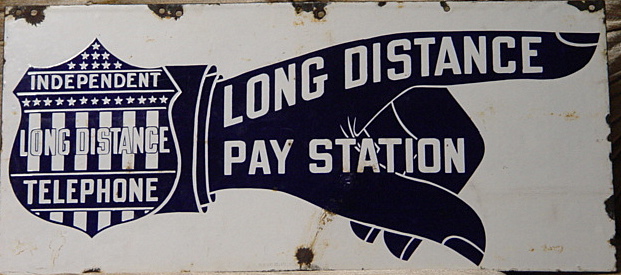 INDEPENDENT
LONG DISTANCE
TELEPHONE
LONG DISTANCE
PAY STATION